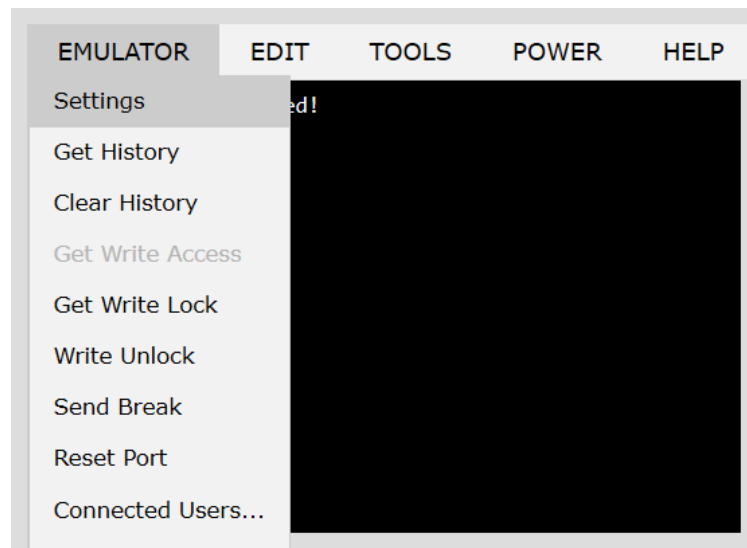 EMULATOR EDIT TOOLS POWER HELP
Settings
Get History
Clear History
Get Write Access
Get Write Lock
Write Unlock
Send Break
Reset Port
Connected Users...